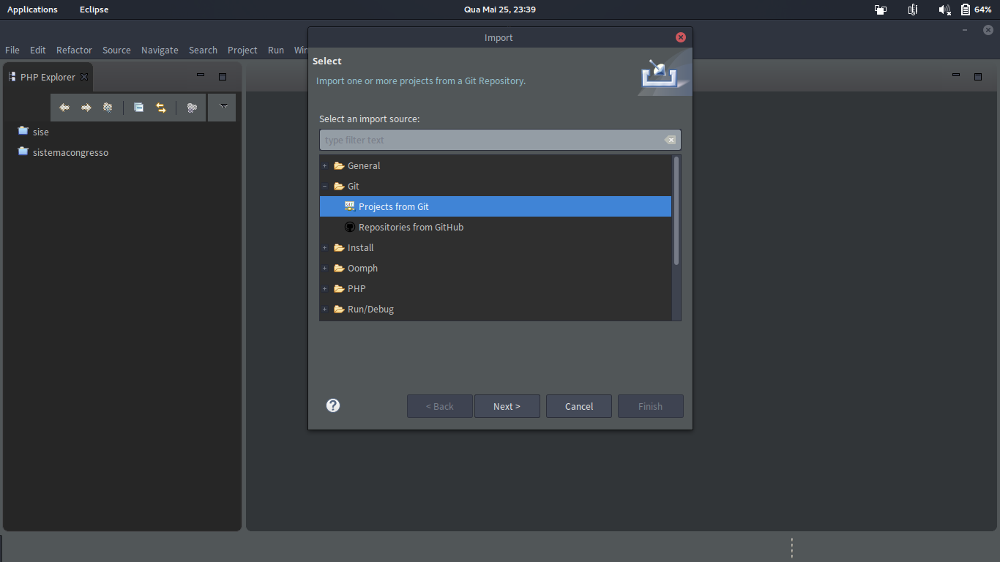 Applications Eclipse Qua Mai 25, 23:39 64%
Import
File Edit Refactor Source Navigate Search Project Run Win
Select
Import one or more projects from a Git Repository.
PHP Explorer
Select an import source:
type filter text
sise
sistemacongresso
General
Git
Projects from Git
Repositories from GitHub
Install
Oomph
PHP
Run/Debug
? < Back Next > Cancel Finish